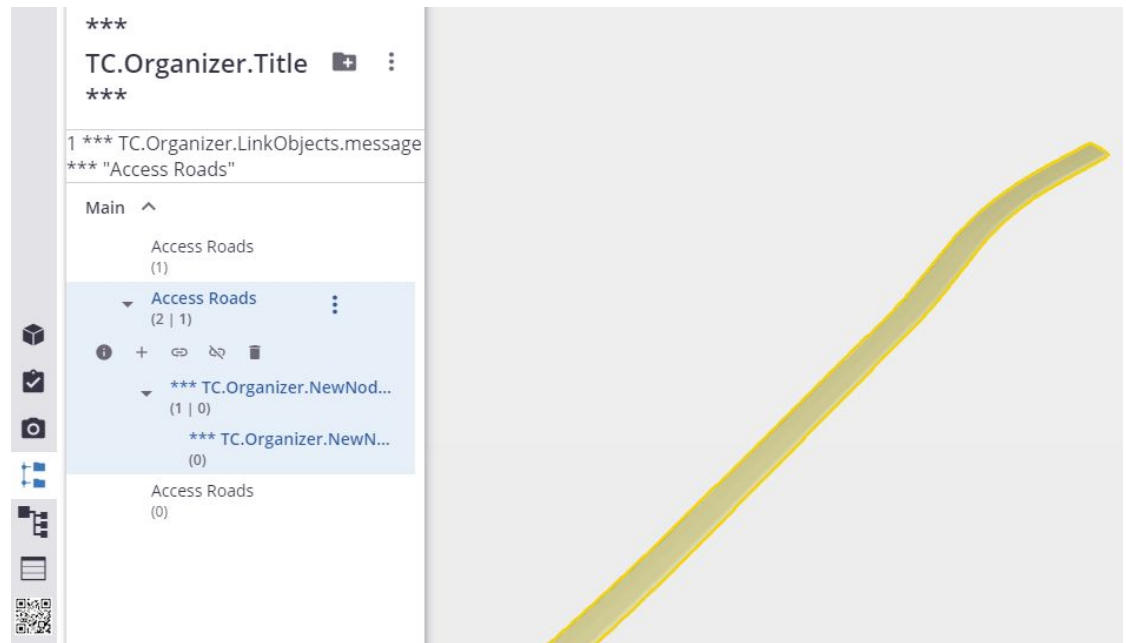 ***
TC.Organizer.Title
***
1 *** TC.Organizer.LinkObjects.message
*** "Access Roads"
Main
Access Roads
(1)
Access Roads
(2 | 1)
*** TC.Organizer.NewNod...
(1 | 0)
*** TC.Organizer.NewN...
(0)
Access Roads
(0)